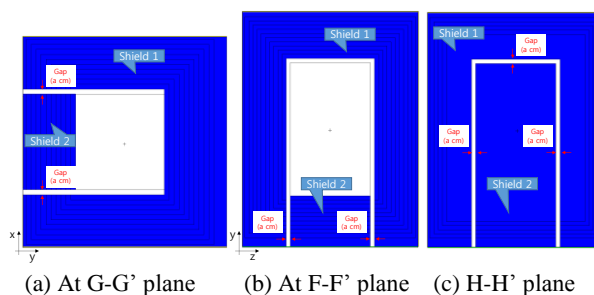 Shield 1
Gap
(a cm)
Shield 2
Gap
(a cm)
x
y
Shield 1
Shield 2
Gap
(a cm)
Gap
(a cm)
y
z
Shield 1
Gap
(a cm)
Gap
(a cm)
Gap
(a cm)
Shield 2
(a) At G-G’ plane
(b) At F-F’ plane
(c) H-H’ plane